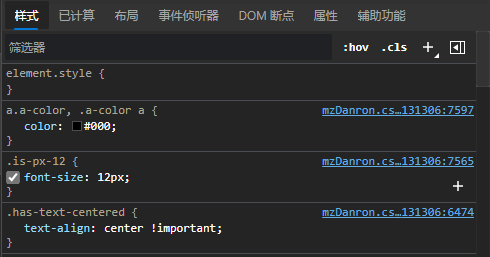 样式 已计算 布局 事件侦听器 DOM 断点 属性 辅助功能
筛选器 :hov .cls +
element.style {
}
a.a-color, .a-color a { mzDanron.cs…131306:7597
color: #000;
}
.is-px-12 { mzDanron.cs…131306:7565
font-size: 12px;
} +
.has-text-centered { mzDanron.cs…131306:6474
text-align: center !important;
}